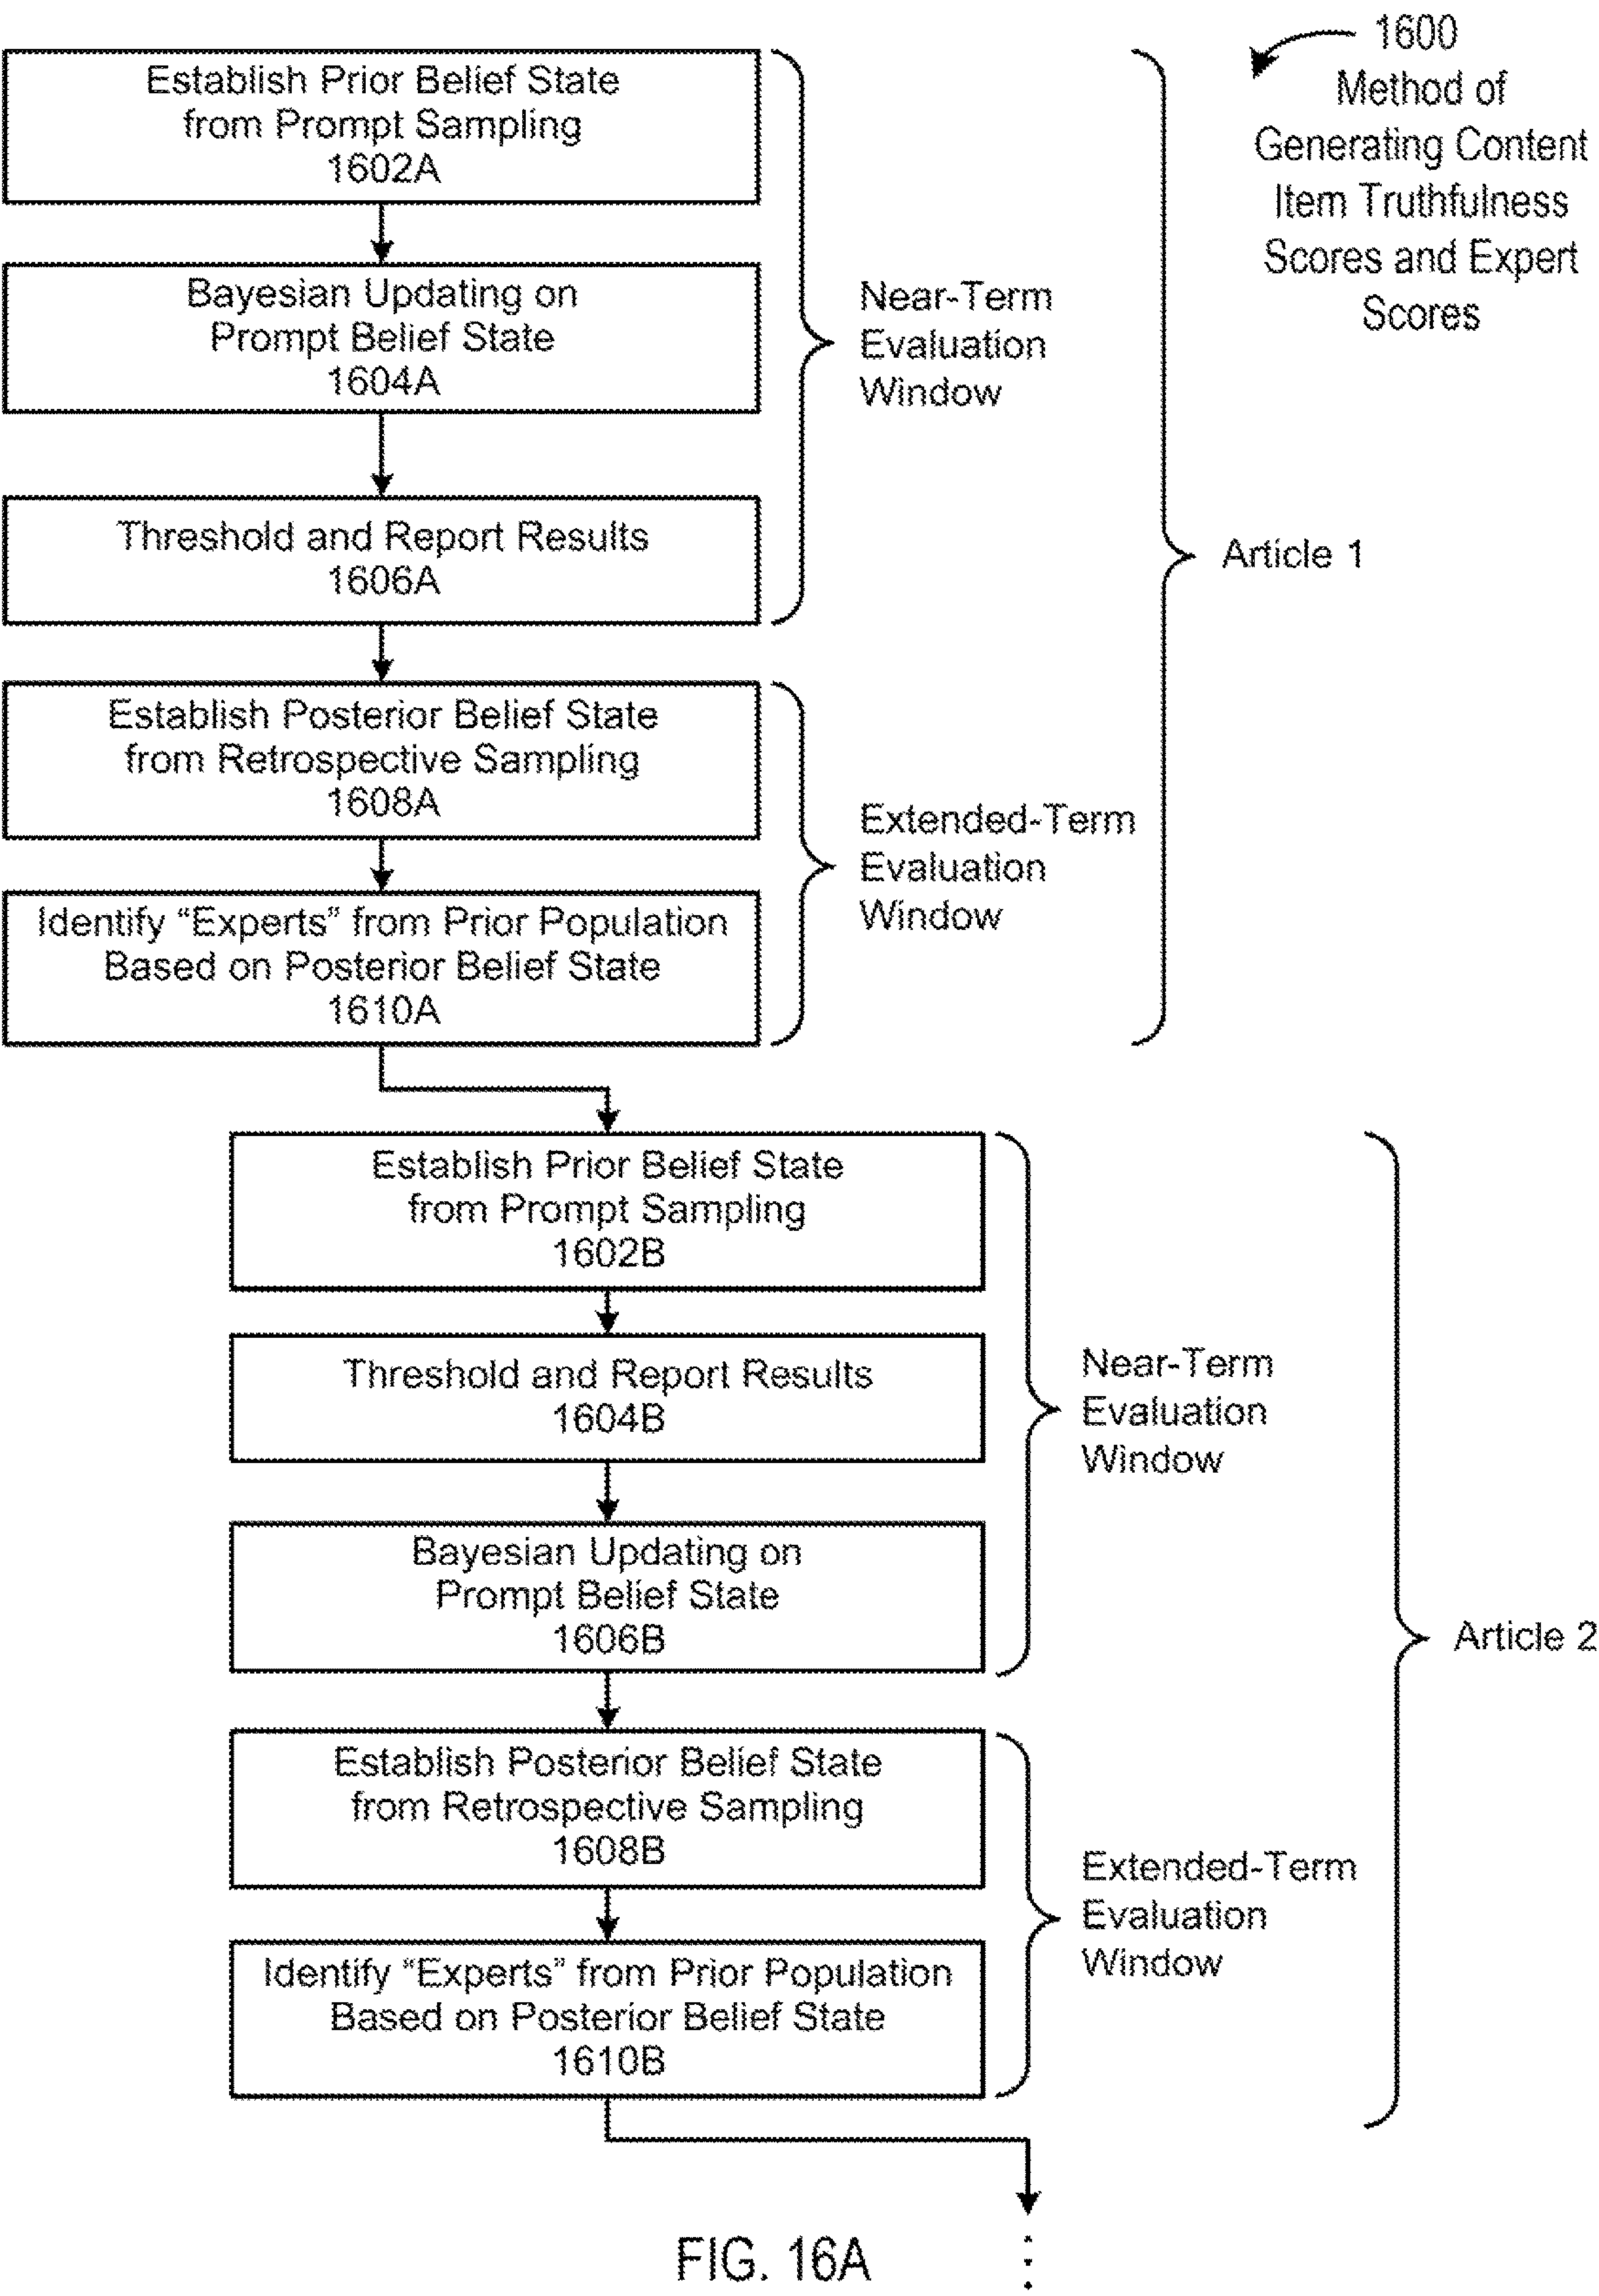 1600
Method of
Generating Content
Item Truthfulness
Scores and Expert
Scores
Establish Prior Belief State
from Prompt Sampling
1602A
Bayesian Updating on
Prompt Belief State
1604A
Threshold and Report Results
1606A
Near-Term
Evaluation
Window
Establish Posterior Belief State
from Retrospective Sampling
1608A
Identify “Experts” from Prior Population
Based on Posterior Belief State
1610A
Extended-Term
Evaluation
Window
Article 1
Establish Prior Belief State
from Prompt Sampling
1602B
Threshold and Report Results
1604B
Bayesian Updating on
Prompt Belief State
1606B
Near-Term
Evaluation
Window
Establish Posterior Belief State
from Retrospective Sampling
1608B
Identify “Experts” from Prior Population
Based on Posterior Belief State
1610B
Extended-Term
Evaluation
Window
Article 2
FIG. 16A